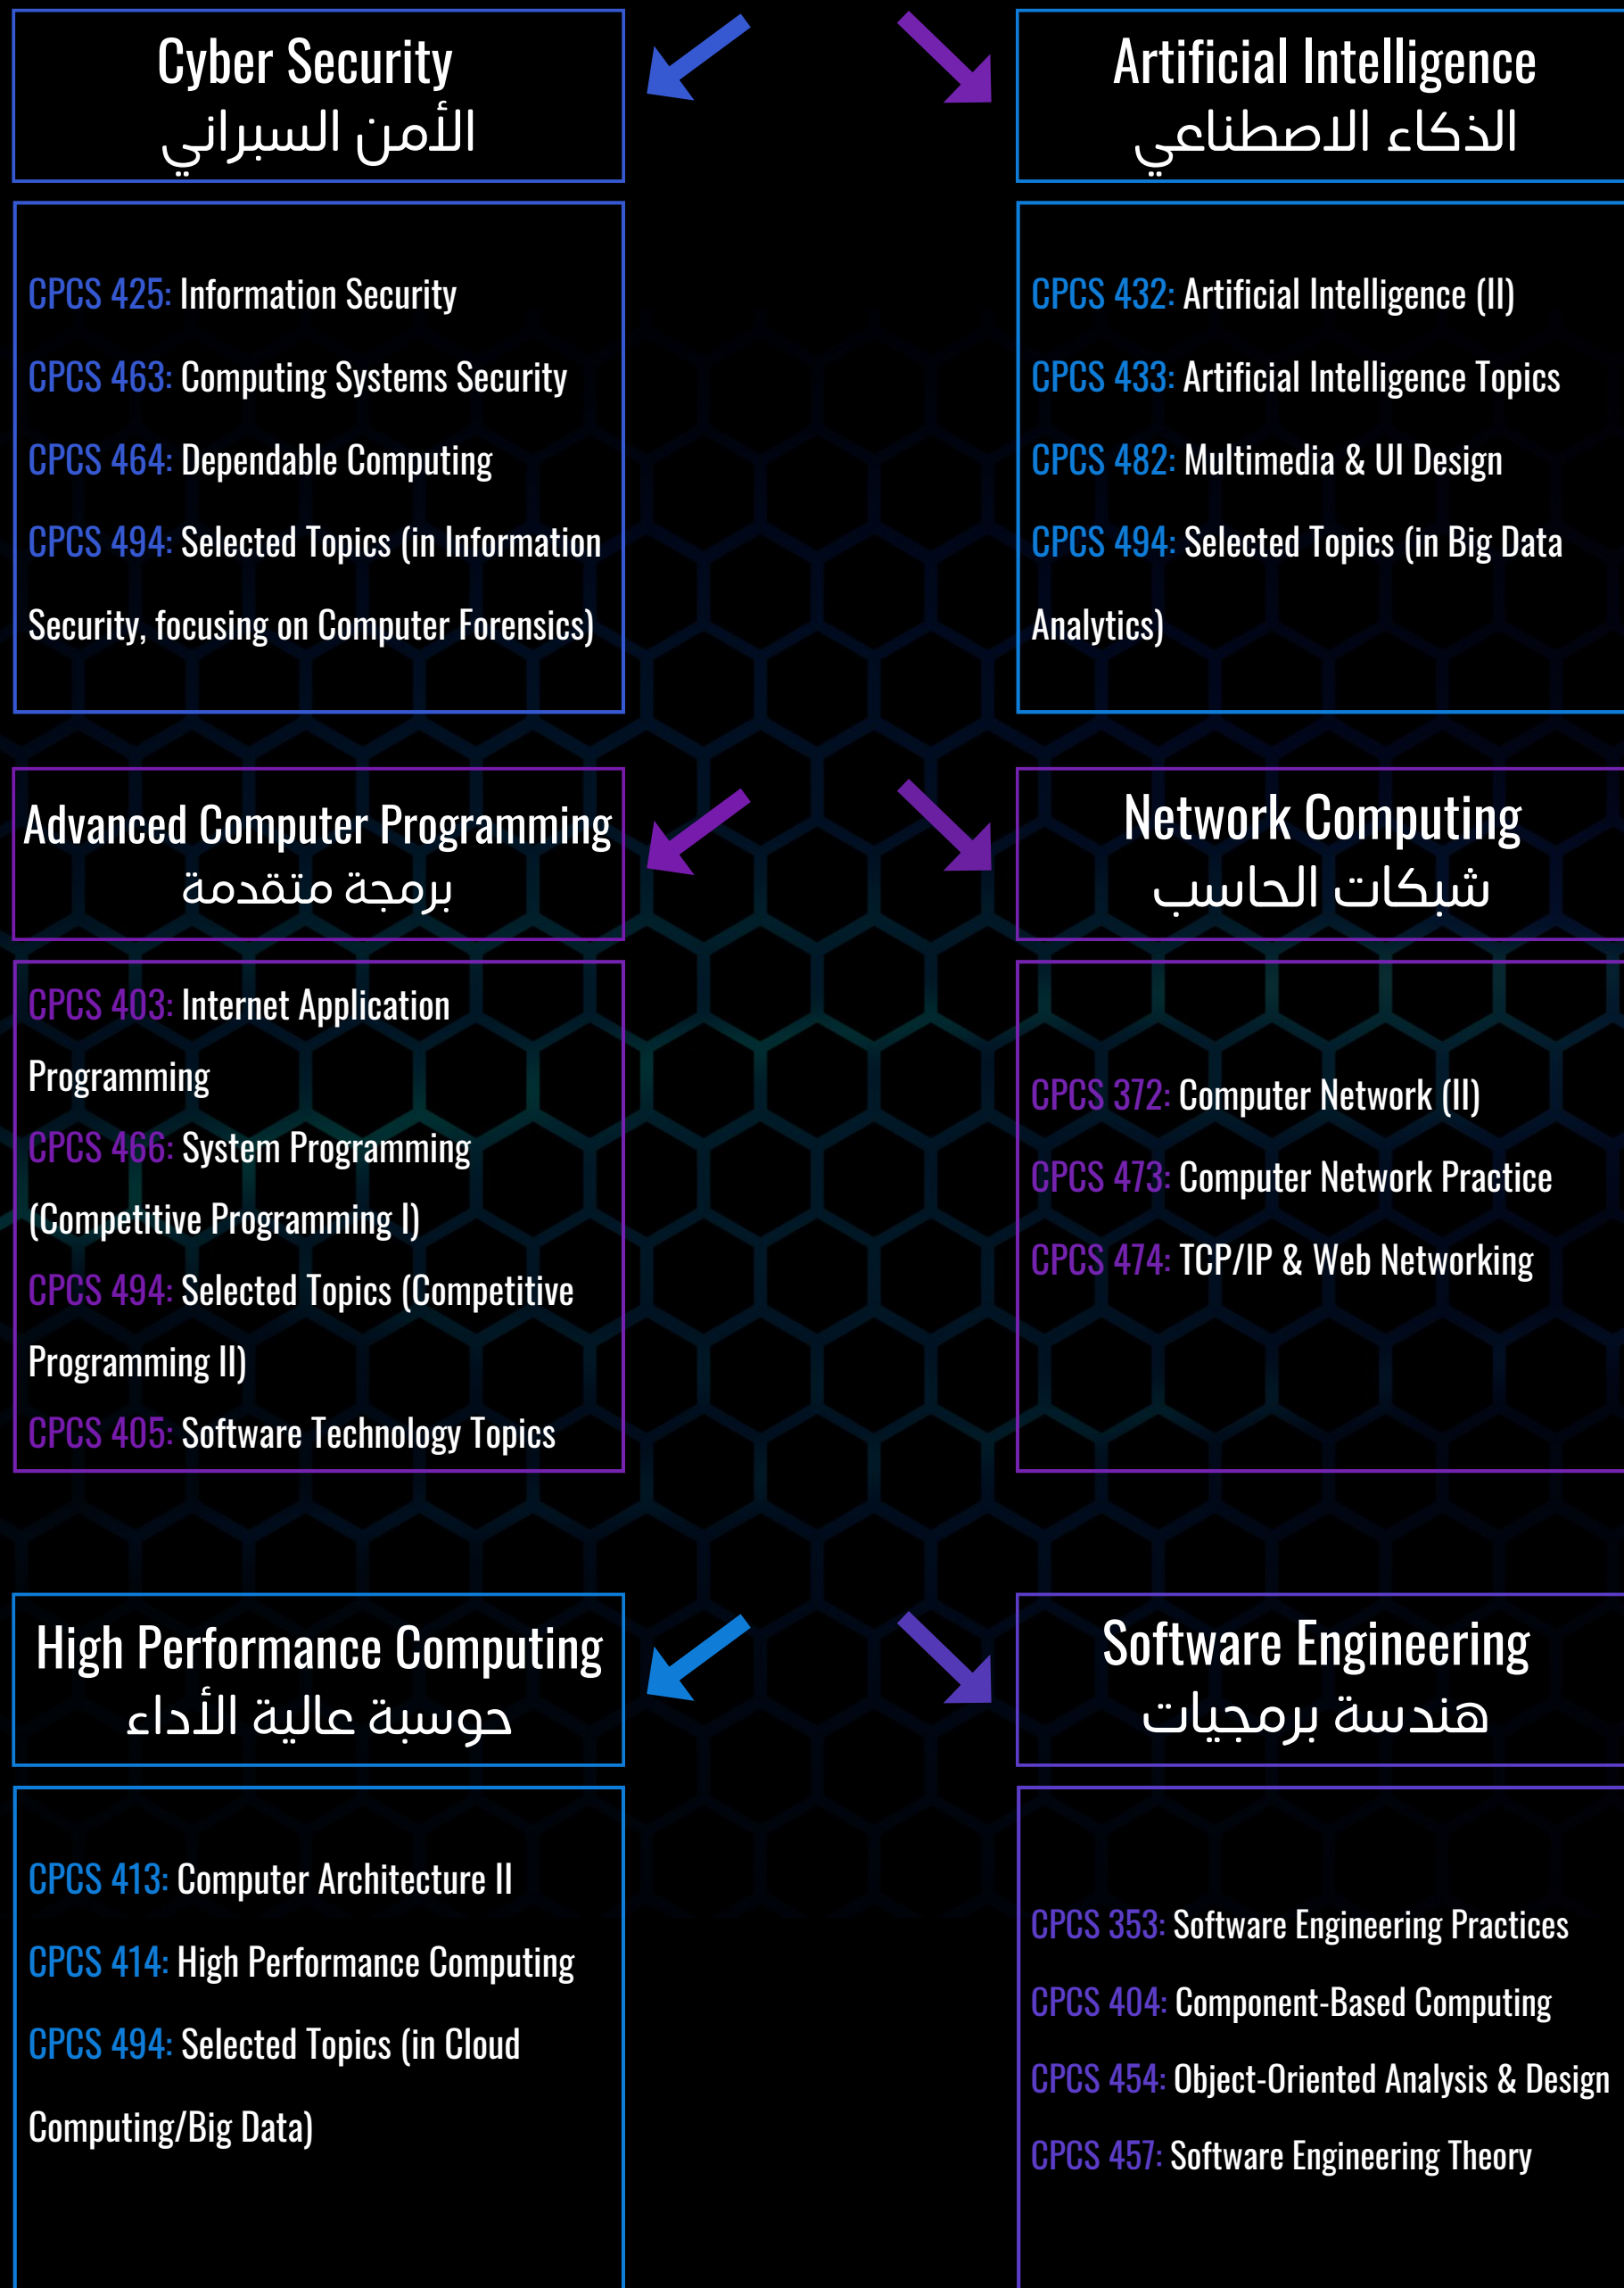 Cyber Security
الأمن السبراني
CPCS 425: Information Security
CPCS 463: Computing Systems Security
CPCS 464: Dependable Computing
CPCS 494: Selected Topics (in Information
Security, focusing on Computer Forensics)
Artificial Intelligence
الذكاء الاصطناعي
CPCS 432: Artificial Intelligence (II)
CPCS 433: Artificial Intelligence Topics
CPCS 482: Multimedia & UI Design
CPCS 494: Selected Topics (in Big Data
Analytics)
Advanced Computer Programming
برمجة متقدمة
CPCS 403: Internet Application
Programming
CPCS 466: System Programming
(Competitive Programming I)
CPCS 494: Selected Topics (Competitive
Programming II)
CPCS 405: Software Technology Topics
Network Computing
شبكات الحاسب
CPCS 372: Computer Network (II)
CPCS 473: Computer Network Practice
CPCS 474: TCP/IP & Web Networking
High Performance Computing
حوسبة عالية الأداء
CPCS 413: Computer Architecture II
CPCS 414: High Performance Computing
CPCS 494: Selected Topics (in Cloud
Computing/Big Data)
Software Engineering
هندسة برمجيات
CPCS 353: Software Engineering Practices
CPCS 404: Component-Based Computing
CPCS 454: Object-Oriented Analysis & Design
CPCS 457: Software Engineering Theory